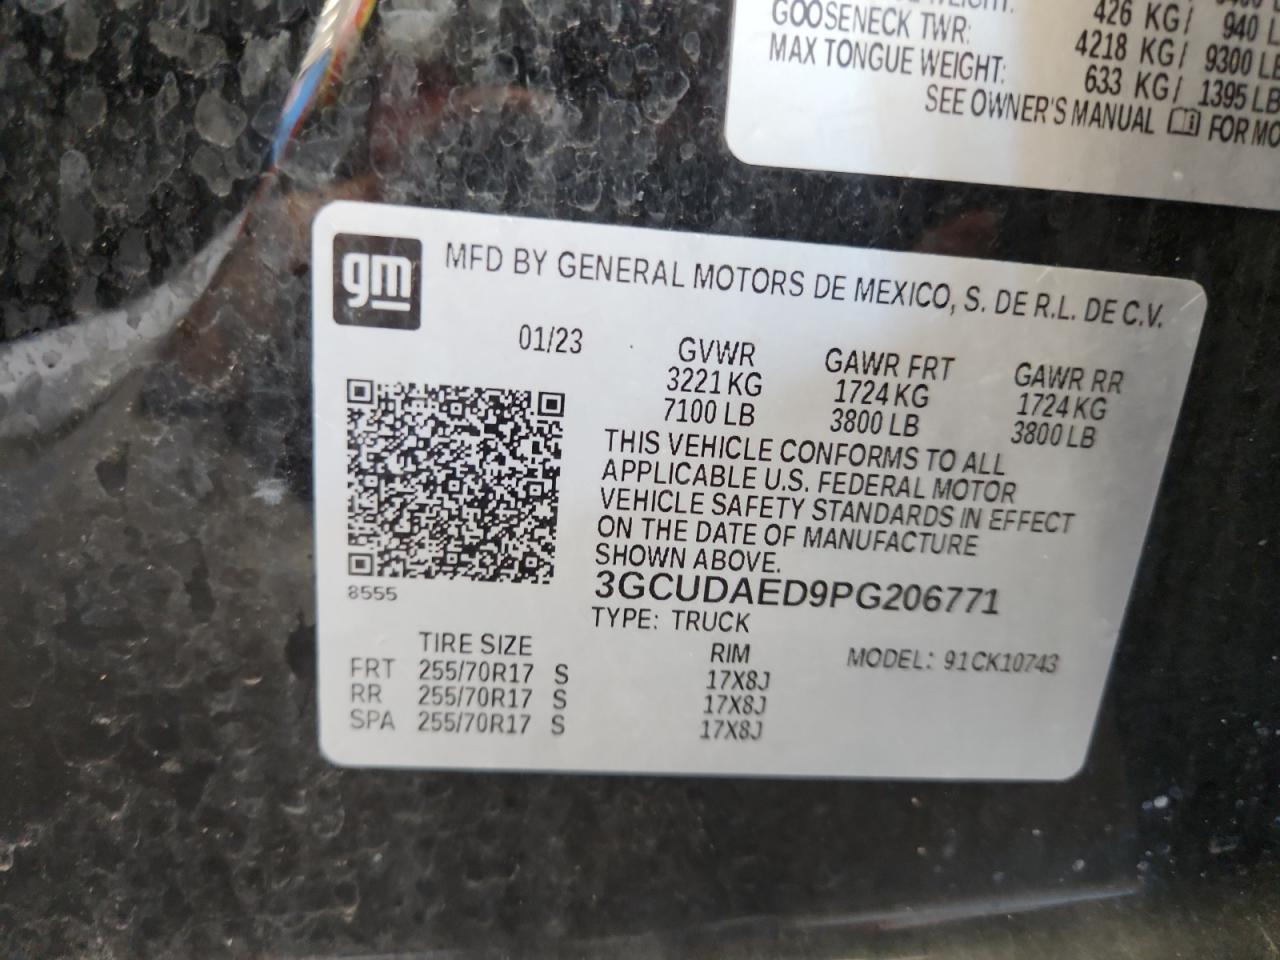 426 KG/ 940
GOOSENECK TWR: 4218 KG/ 9300
MAX TONGUE WEIGHT: 633 KG/ 1395 LB
SEE OWNER'S MANUAL FOR
gm
MFD BY GENERAL MOTORS DE MEXICO, S. DE R.L. DE C.V.
01/23 GVWR GAWR FRT GAWR RR
3221 KG 1724 KG 1724 KG
7100 LB 3800 LB 3800 LB
THIS VEHICLE CONFORMS TO ALL
APPLICABLE U.S. FEDERAL MOTOR
VEHICLE SAFETY STANDARDS IN EFFECT
ON THE DATE OF MANUFACTURE
SHOWN ABOVE.
8555
3GCUDAED9PG206771
TYPE: TRUCK
TIRE SIZE RIM MODEL: 91CK10743
FRT 255/70R17 S 17X8J
RR 255/70R17 S 17X8J
SPA 255/70R17 S 17X8J